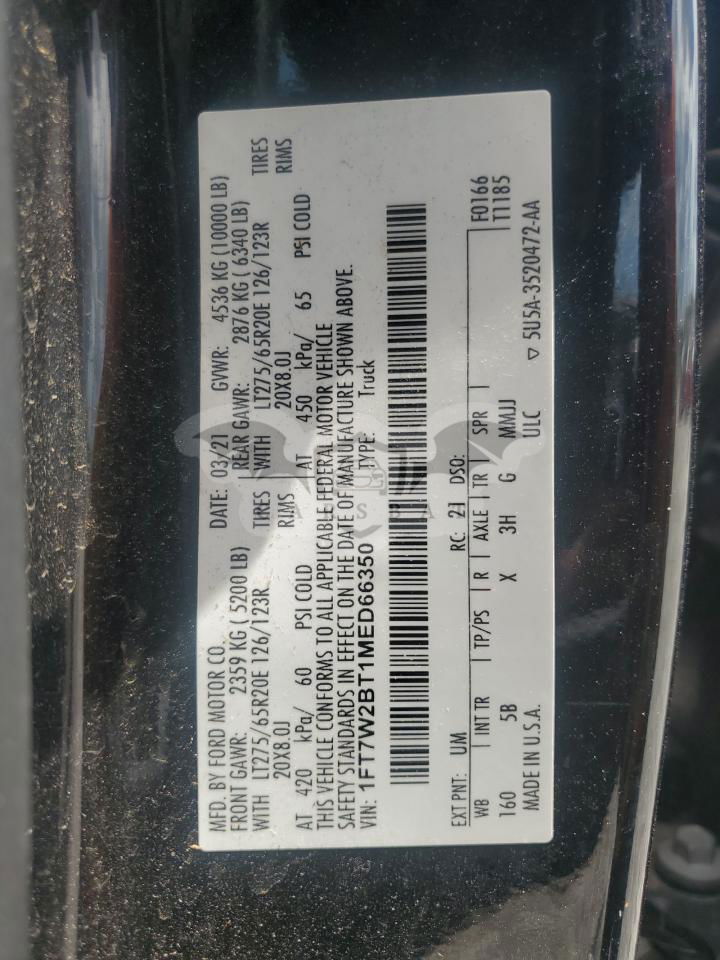 MFD. BY FORD MOTOR CO. DATE: 03/21 GVWR: 4536 KG (10000 LB)
FRONT GAWR: 2359 KG ( 5200 LB) REAR GAWR: 2876 KG ( 6340 LB)
WITH LT275/65R20E 126/123R TIRES WITH LT275/65R20E 126/123R TIRES
20X8.0J RIMS 20X8.0J RIMS
AT 420 kPa/ 60 PSI COLD AT 450 kPa/ 65 PSI COLD
THIS VEHICLE CONFORMS TO ALL APPLICABLE FEDERAL MOTOR VEHICLE
SAFETY STANDARDS IN EFFECT ON THE DATE OF MANUFACTURE SHOWN ABOVE.
VIN: 1FT7W2BT1MED66350 TYPE: Truck
F0166
T1185
EXT PNT: UM RC: 21 DSO:
WB INT TR TP/PS R AXLE TR SPR
160 5B X 3H G MMJJ
MADE IN U.S.A. ULC ▽ 5U5A-3520472-AA